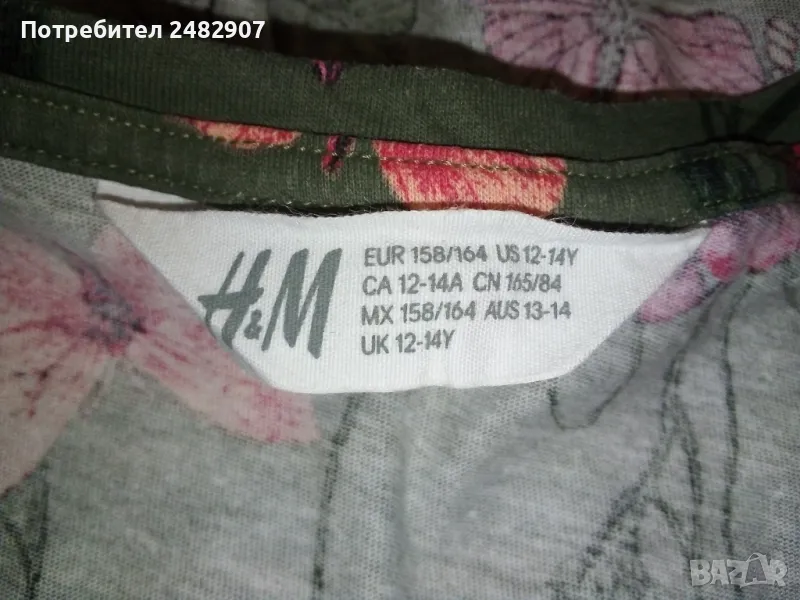 Потребител 2482907
H&M
EUR 158/164 US 12-14Y
CA 12-14A CN 165/84
MX 158/164 AUS 13-14
UK 12-14Y
BAZAR